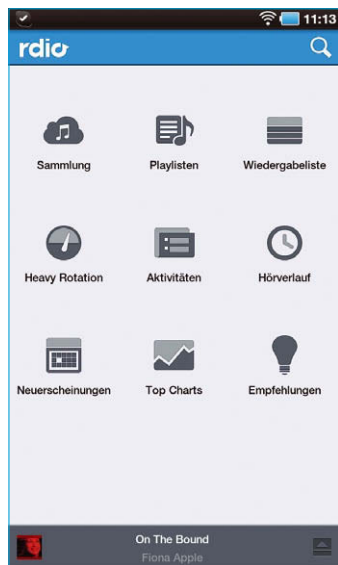 11:13
rdio
Sammlung Playlisten Wiedergabeliste
Heavy Rotation Aktivitäten Hörverlauf
Neuerscheinungen Top Charts Empfehlungen
On The Bound
Fiona Apple